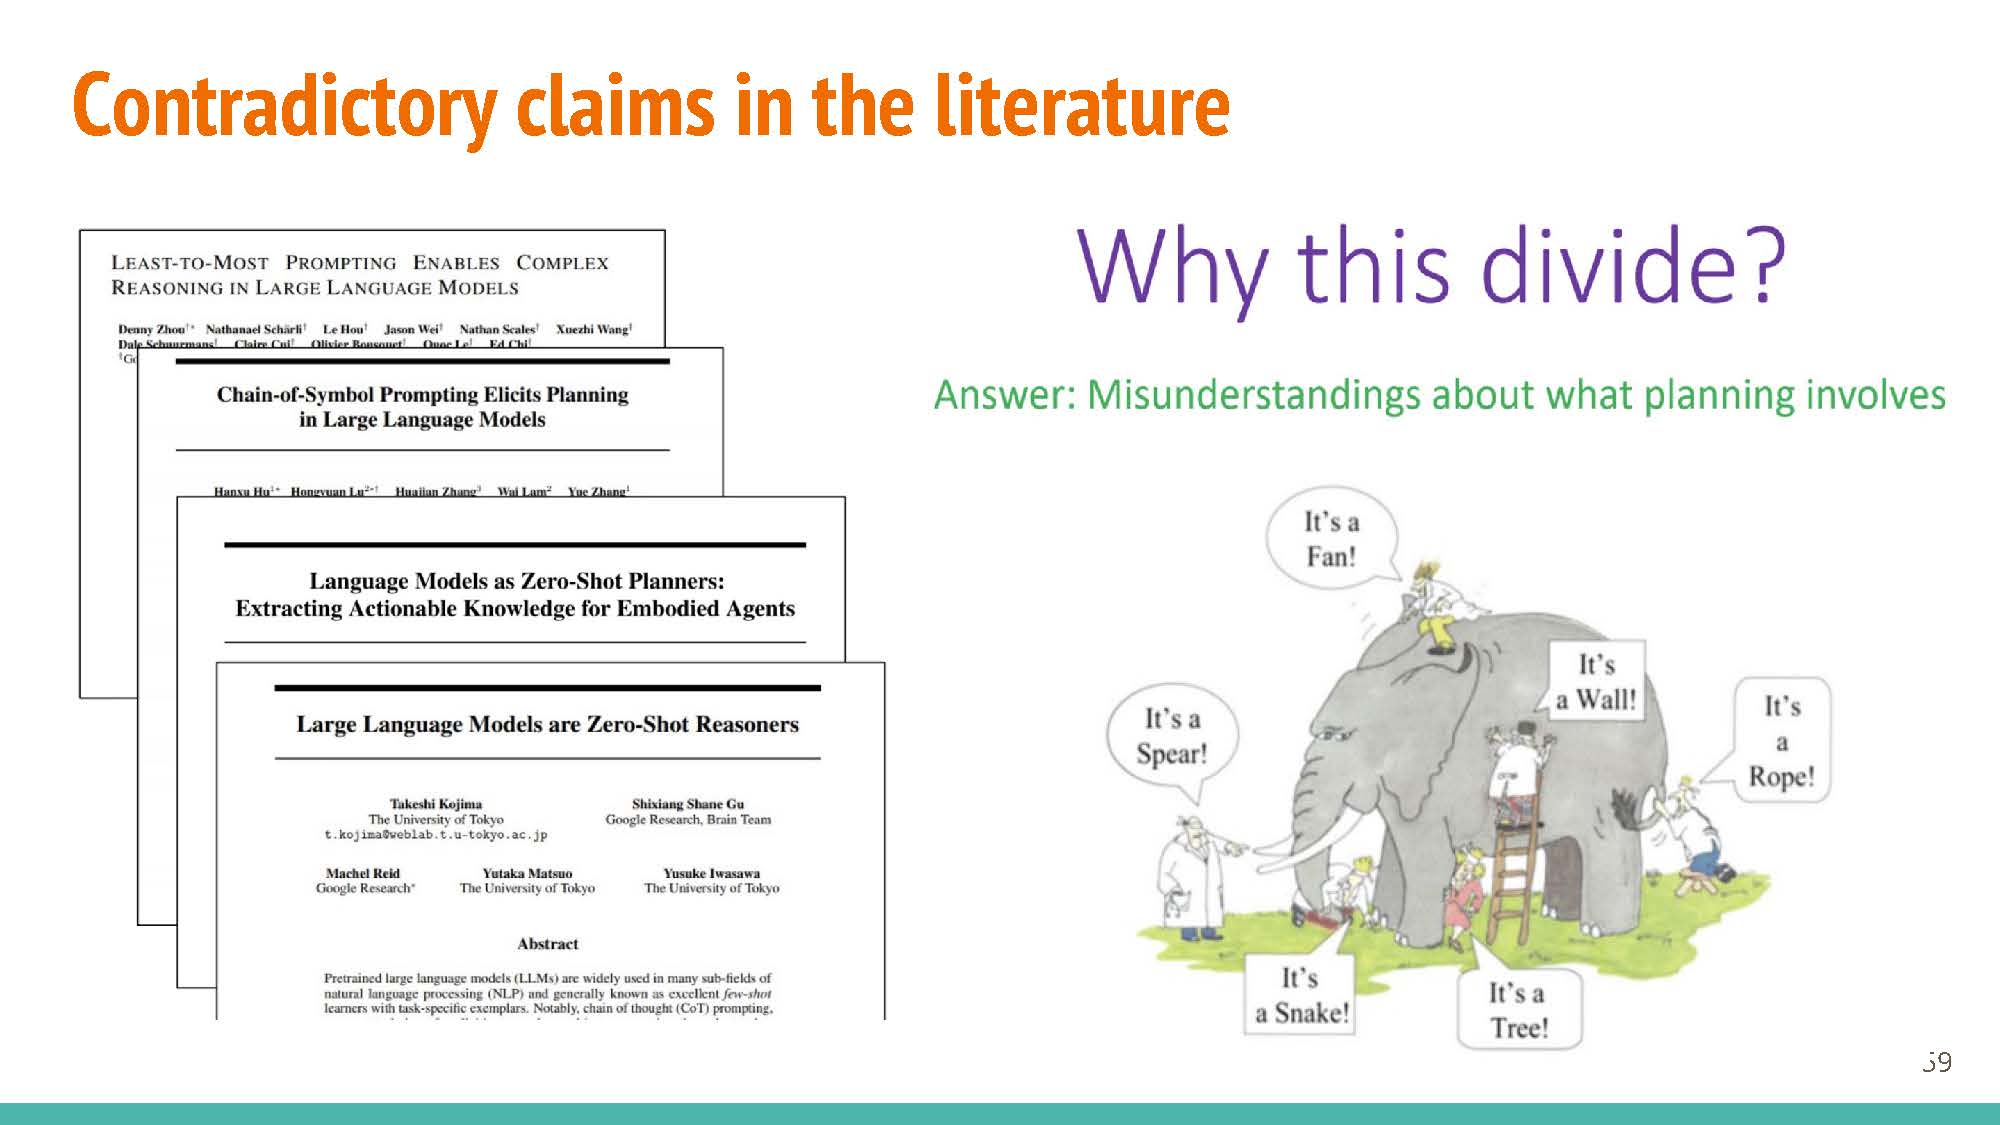 Contradictory claims in the literature
LEAST-TO-MOST PROMPTING ENABLES COMPLEX
REASONING IN LARGE LANGUAGE MODELS
Denny Zhou†* Nathanael Schärli† Le Hou† Jason Wei† Nathan Scales† Xuezhi Wang†
Dale Schuurmans† Claire Cui† Olivier Bousquet† Quoc Le† Ed Chi†
Chain-of-Symbol Prompting Elicits Planning
in Large Language Models
Hanxu Hu¹* Hongyuan Lu²*† Huajian Zhang³ Wai Lam² Yue Zhang¹
Language Models as Zero-Shot Planners:
Extracting Actionable Knowledge for Embodied Agents
Large Language Models are Zero-Shot Reasoners
Takeshi Kojima
The University of Tokyo
t.kojima@weblab.t.u-tokyo.ac.jp
Shixiang Shane Gu
Google Research, Brain Team
Machel Reid
Google Research*
Yutaka Matsuo
The University of Tokyo
Yusuke Iwasawa
The University of Tokyo
Abstract
Pretrained large language models (LLMs) are widely used in many sub-fields of
natural language processing (NLP) and generally known as excellent few-shot
learners with task-specific exemplars. Notably, chain of thought (CoT) prompting,
Why this divide?
Answer: Misunderstandings about what planning involves
It's a
Fan!
It's
a Wall!
It's a
Spear!
It's
a
Rope!
It's
a Snake!
It's a
Tree!
59